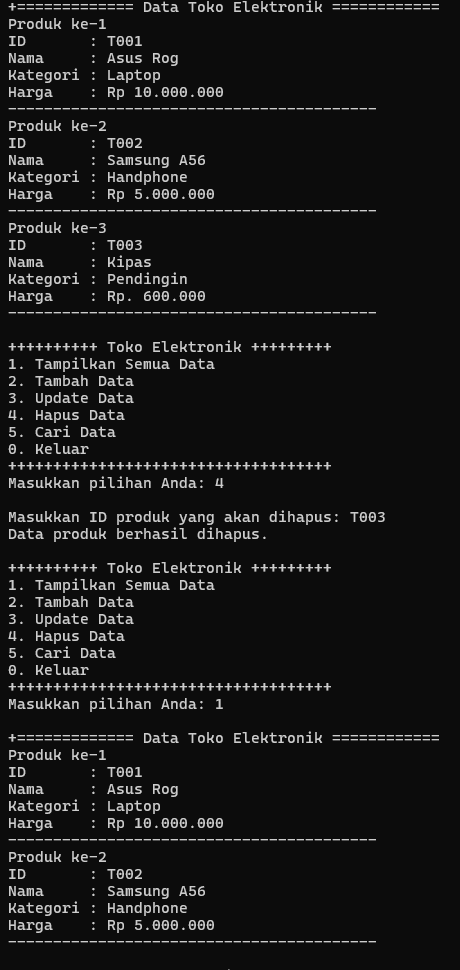 +============= Data Toko Elektronik ============
Produk ke-1
ID       : T001
Nama     : Asus Rog
Kategori : Laptop
Harga    : Rp 10.000.000
-----------------------------------------
Produk ke-2
ID       : T002
Nama     : Samsung A56
Kategori : Handphone
Harga    : Rp 5.000.000
-----------------------------------------
Produk ke-3
ID       : T003
Nama     : Kipas
Kategori : Pendingin
Harga    : Rp. 600.000
-----------------------------------------

++++++++++ Toko Elektronik +++++++++
1. Tampilkan Semua Data
2. Tambah Data
3. Update Data
4. Hapus Data
5. Cari Data
0. Keluar
++++++++++++++++++++++++++++++++++++
Masukkan pilihan Anda: 4

Masukkan ID produk yang akan dihapus: T003
Data produk berhasil dihapus.

++++++++++ Toko Elektronik +++++++++
1. Tampilkan Semua Data
2. Tambah Data
3. Update Data
4. Hapus Data
5. Cari Data
0. Keluar
++++++++++++++++++++++++++++++++++++
Masukkan pilihan Anda: 1

+============= Data Toko Elektronik ============
Produk ke-1
ID       : T001
Nama     : Asus Rog
Kategori : Laptop
Harga    : Rp 10.000.000
-----------------------------------------
Produk ke-2
ID       : T002
Nama     : Samsung A56
Kategori : Handphone
Harga    : Rp 5.000.000
-----------------------------------------